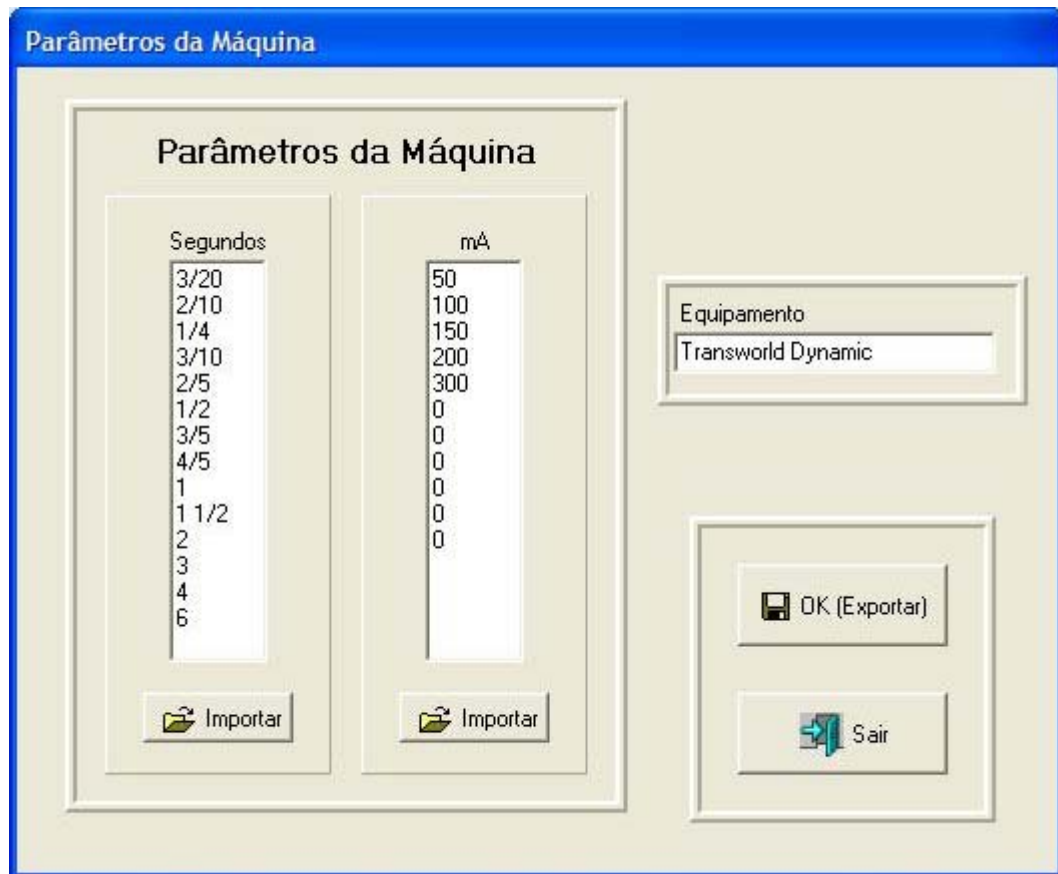 Parâmetros da Máquina
Parâmetros da Máquina
Segundos
3/20
2/10
1/4
3/10
2/5
1/2
3/5
4/5
1
1 1/2
2
3
4
6
Importar
mA
50
100
150
200
300
0
0
0
0
0
0
Importar
Equipamento
Transworld Dynamic
OK (Exportar)
Sair